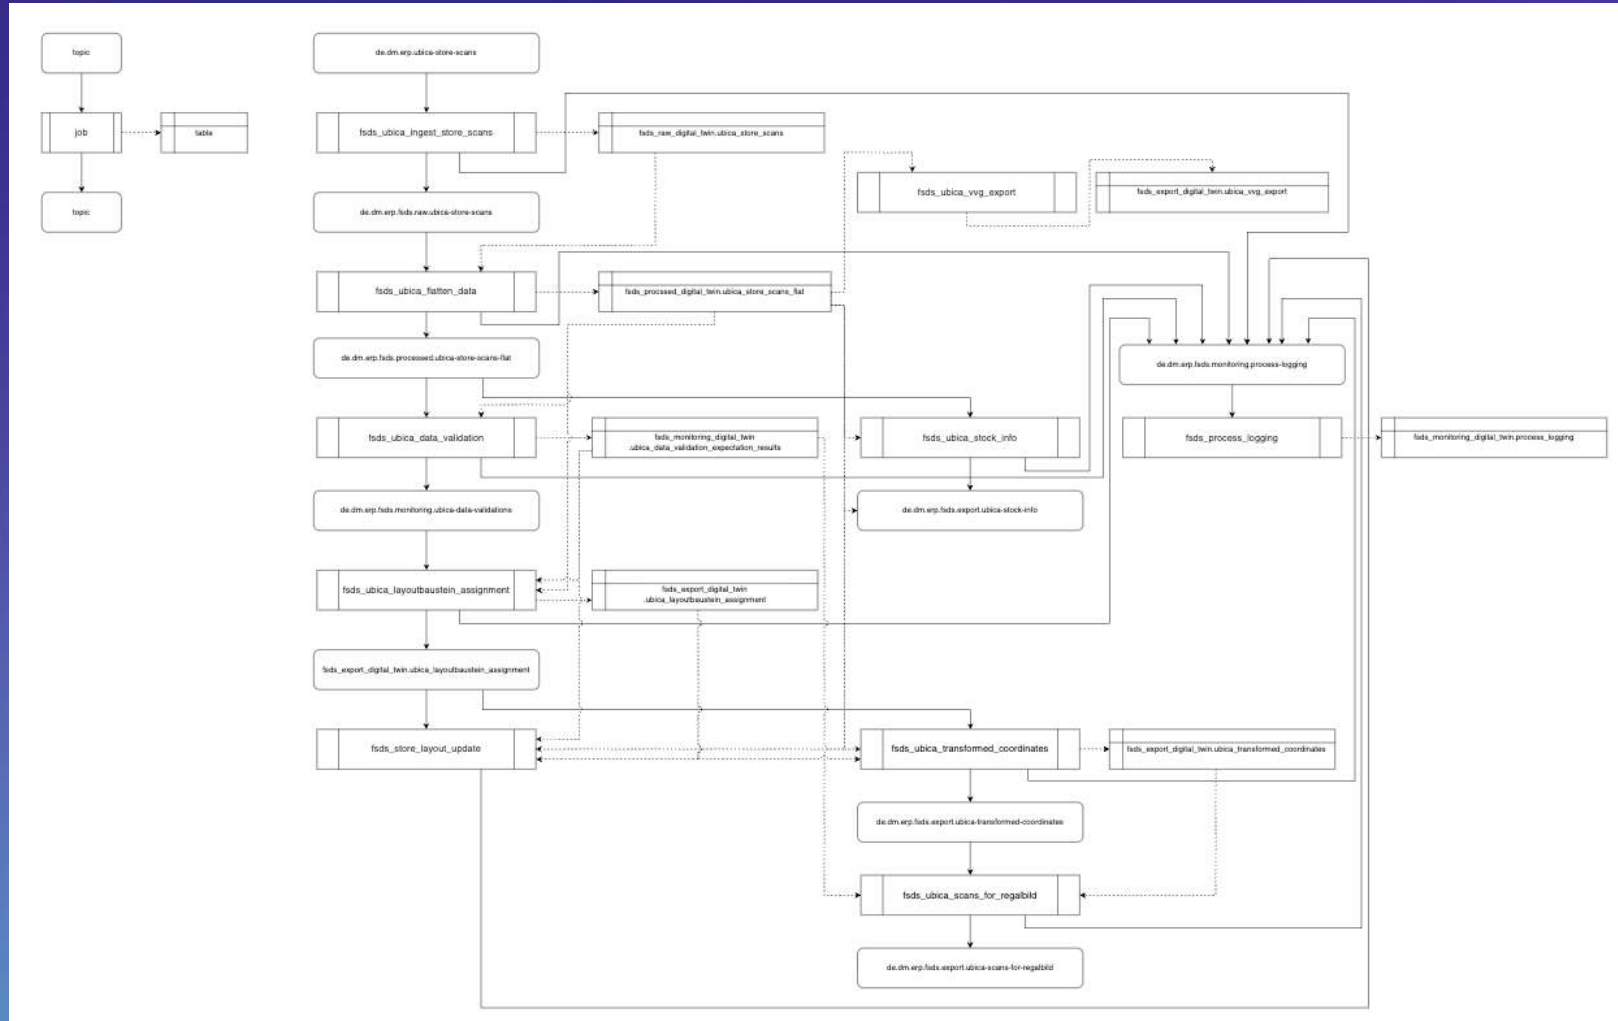 topic
job
table
topic
de.dm.erp.ubica-store-scans
fsds_ubica_ingest_store_scans
fsds_raw_digital_twin.ubica_store_scans
fsds_ubica_vvg_export
fsds_export_digital_twin.ubica_vvg_export
de.dm.erp.fsds.raw.ubica-store-scans
fsds_ubica_flatten_data
fsds_procssed_digital_twin.ubica_store_scans_flat
de.dm.erp.fsds.processed.ubica-store-scans-flat
de.dm.erp.fsds.monitoring.process-logging
fsds_ubica_data_validation
fsds_monitoring_digital_twin
.ubica_data_validation_expectation_results
fsds_ubica_stock_info
fsds_process_logging
fsds_monitoring_digital_twin.process_logging
de.dm.erp.fsds.monitoring.ubica-data-validations
de.dm.erp.fsds.export.ubica-stock-info
fsds_ubica_layoutbaustein_assignment
fsds_export_digital_twin
.ubica_layoutbaustein_assignment
fsds_export_digital_twin.ubica_layoutbaustein_assignment
fsds_store_layout_update
fsds_ubica_transformed_coordinates
fsds_export_digital_twin.ubica_transformed_coordinates
de.dm.erp.fsds.export.ubica-transformed-coordinates
fsds_ubica_scans_for_regalbild
de.dm.erp.fsds.export.ubica-scans-for-regalbild